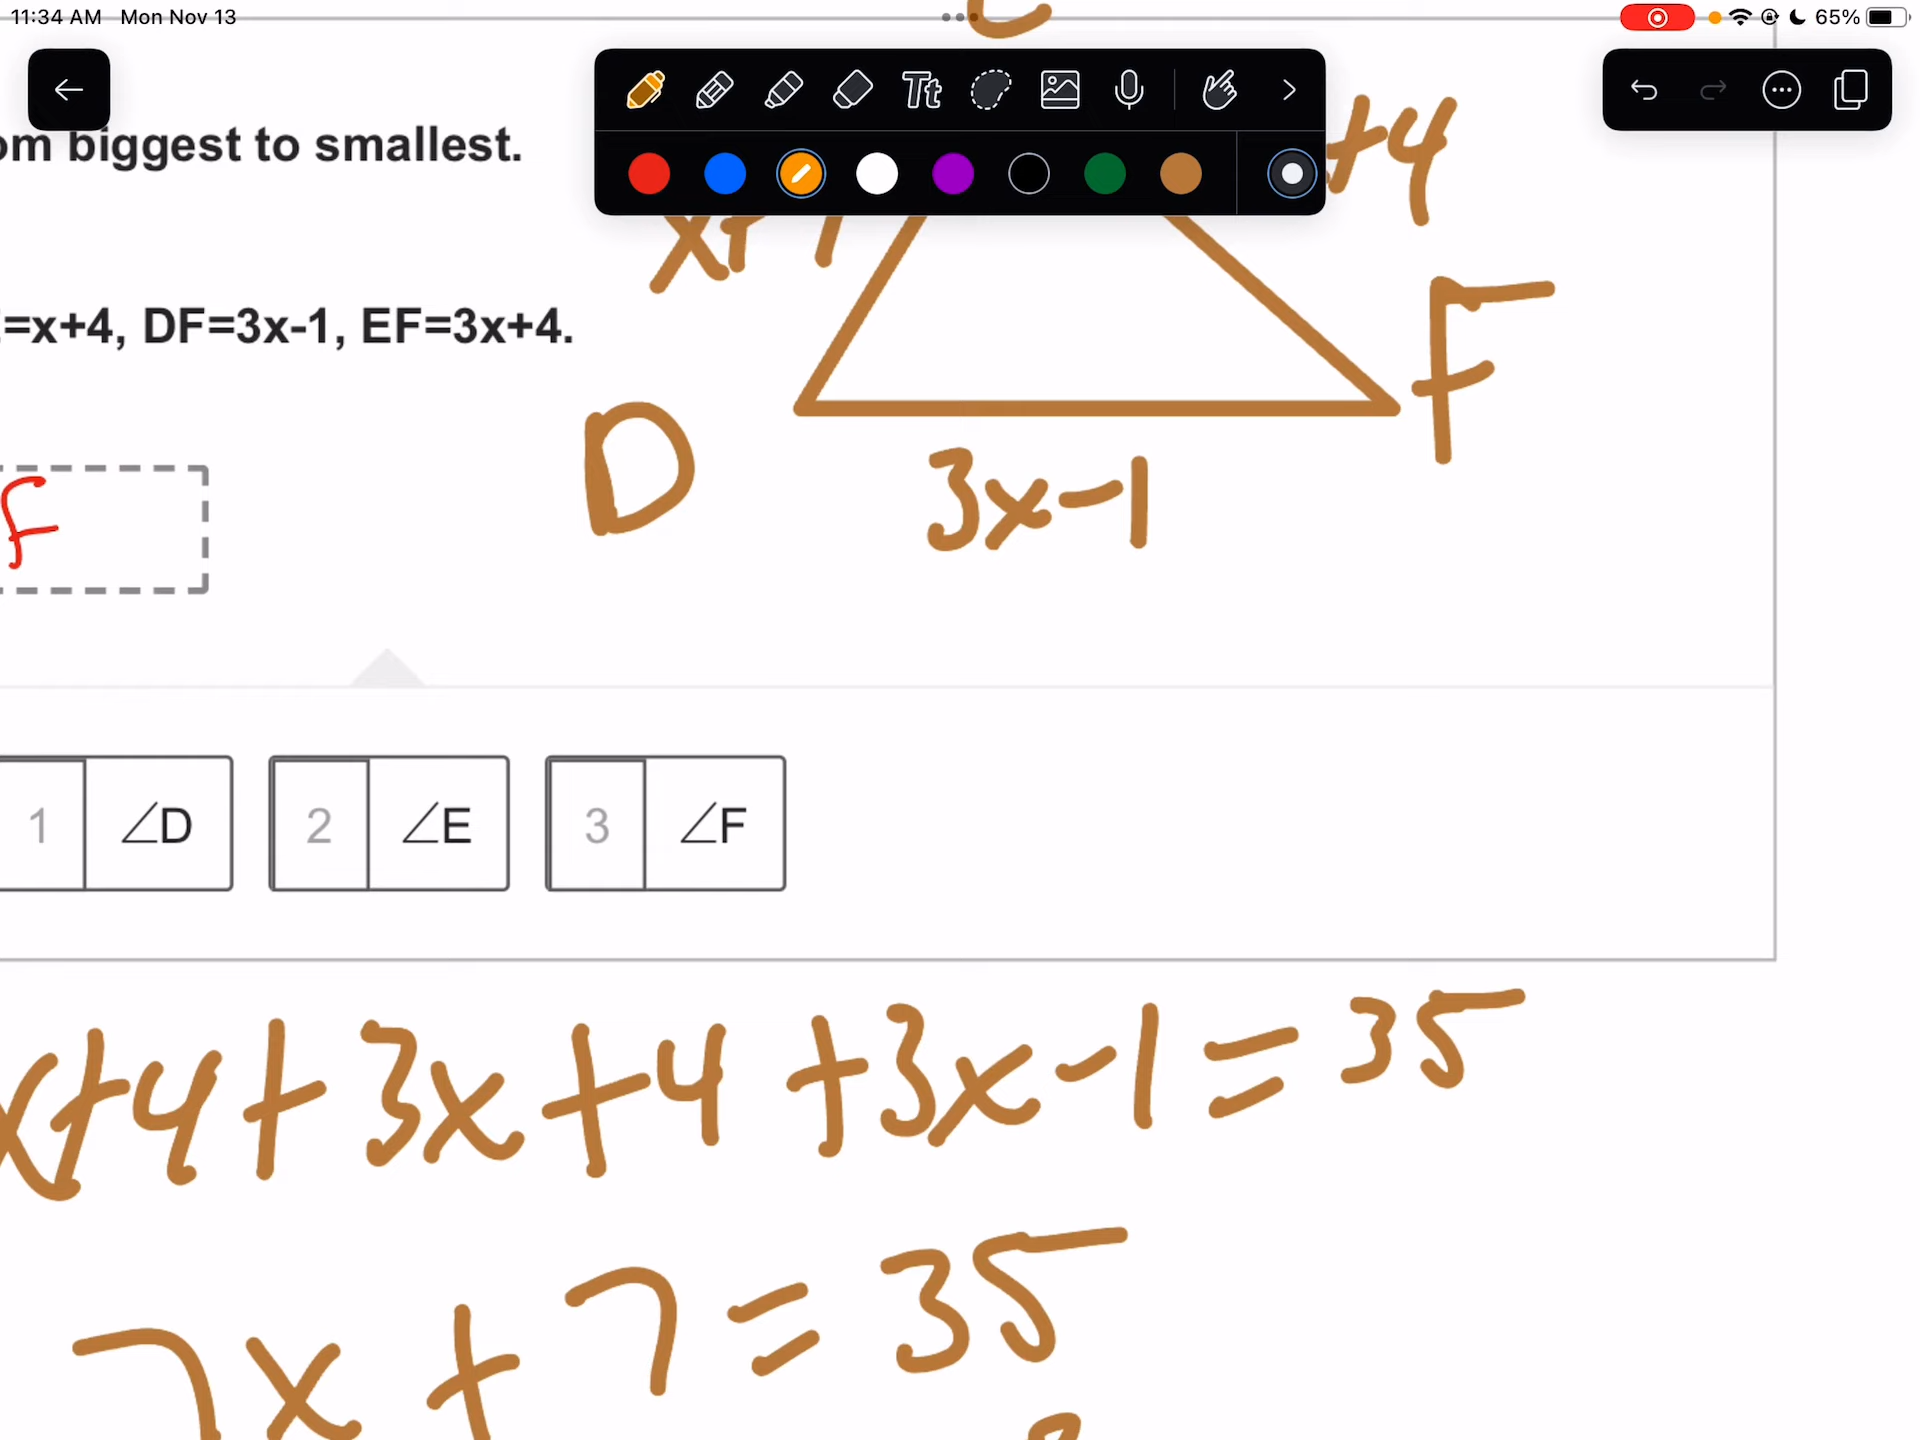 11:34 AM Mon Nov 13
65%
Tt
om biggest to smallest.
+4
x+
=x+4, DF=3x-1, EF=3x+4.
F
D
3x-1
F
1 ∠D
2 ∠E
3 ∠F
x+4+3x+4+3x-1=35
7x+7=35